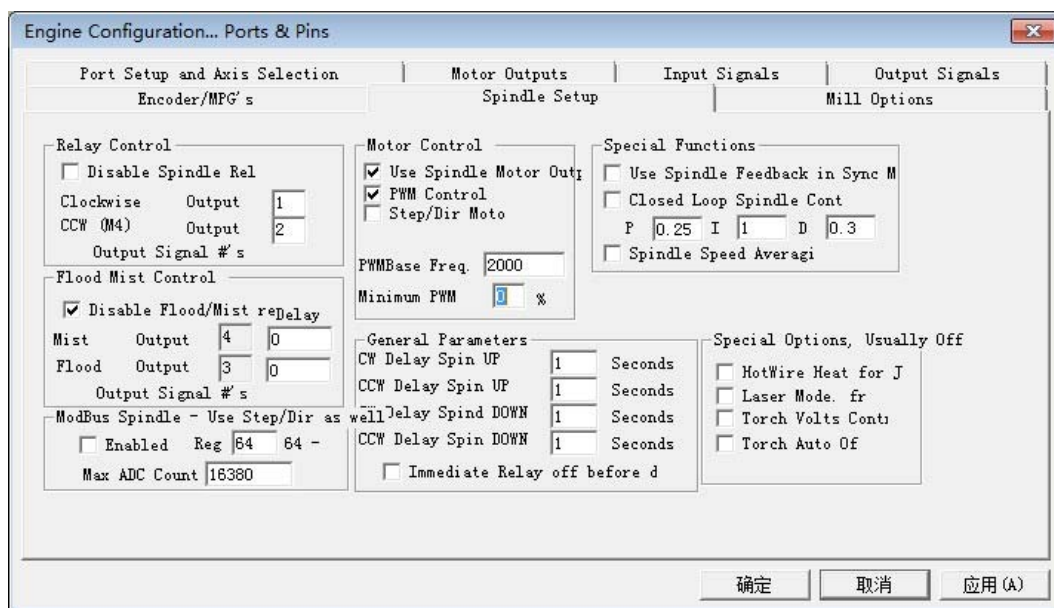 Engine Configuration... Ports & Pins
Port Setup and Axis Selection
Motor Outputs
Input Signals
Output Signals
Encoder/MPG's
Spindle Setup
Mill Options
Relay Control
Disable Spindle Rel
Clockwise Output 1
CCW (M4) Output 2
Output Signal #'s
Flood Mist Control
Disable Flood/Mist re
Delay
Mist Output 4 0
Flood Output 3 0
Output Signal #'s
ModBus Spindle - Use Step/Dir as well
Enabled Reg 64 64 -
Max ADC Count 16380
Motor Control
Use Spindle Motor Outp
PWM Control
Step/Dir Moto
PWMBase Freq. 2000
Minimum PWM 0 %
General Parameters
CW Delay Spin UP 1 Seconds
CCW Delay Spin UP 1 Seconds
Delay Spind DOWN 1 Seconds
CCW Delay Spin DOWN 1 Seconds
Immediate Relay off before d
Special Functions
Use Spindle Feedback in Sync M
Closed Loop Spindle Cont
P 0.25 I 1 D 0.3
Spindle Speed Averagi
Special Options, Usually Off
HotWire Heat for J
Laser Mode. fr
Torch Volts Cont
Torch Auto Of
确定
取消
应用(A)